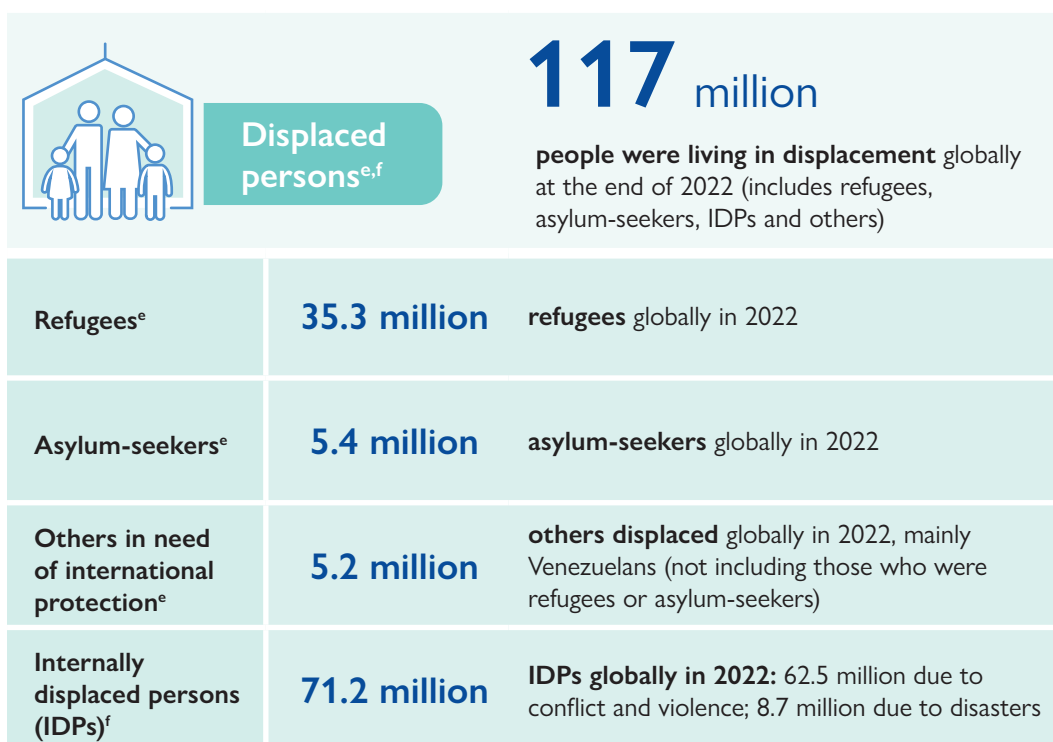 Displaced
persons^e,f
117 million
people were living in displacement globally
at the end of 2022 (includes refugees,
asylum-seekers, IDPs and others)
Refugees^e
35.3 million
refugees globally in 2022
Asylum-seekers^e
5.4 million
asylum-seekers globally in 2022
Others in need
of international
protection^e
5.2 million
others displaced globally in 2022, mainly
Venezuelans (not including those who were
refugees or asylum-seekers)
Internally
displaced persons
(IDPs)^f
71.2 million
IDPs globally in 2022: 62.5 million due to
conflict and violence; 8.7 million due to disasters